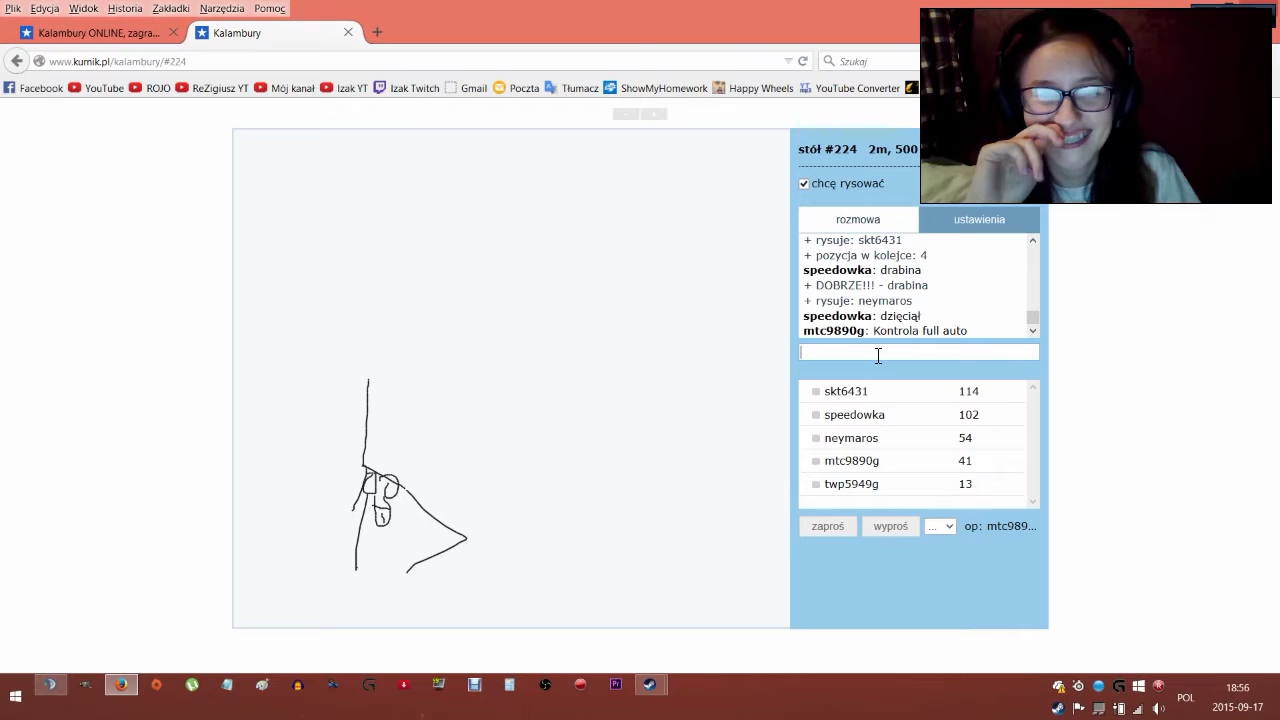 Plik Edycja Widok Historia Zakładki Narzędzia Pomoc
Kalambury ONLINE, zagra... Kalambury
www.kurnik.pl/kalambury/#224 Szukaj
Facebook YouTube ROJO ReZigiusz YT Mój kanał Izak YT Izak Twitch Gmail Poczta Tłumacz ShowMyHomework Happy Wheels YouTube Converter
stół #224 2m, 500
chcę rysować
rozmowa ustawienia
+ rysuje: skt6431
+ pozycja w kolejce: 4
speedowka: drabina
+ DOBRZE!!! - drabina
+ rysuje: neymaros
speedowka: dzięciął
mtc9890g: Kontrola full auto
skt6431 114
speedowka 102
neymaros 54
mtc9890g 41
twp5949g 13
zaproś wyproś ... op: mtc989...
18:56
POL
2015-09-17